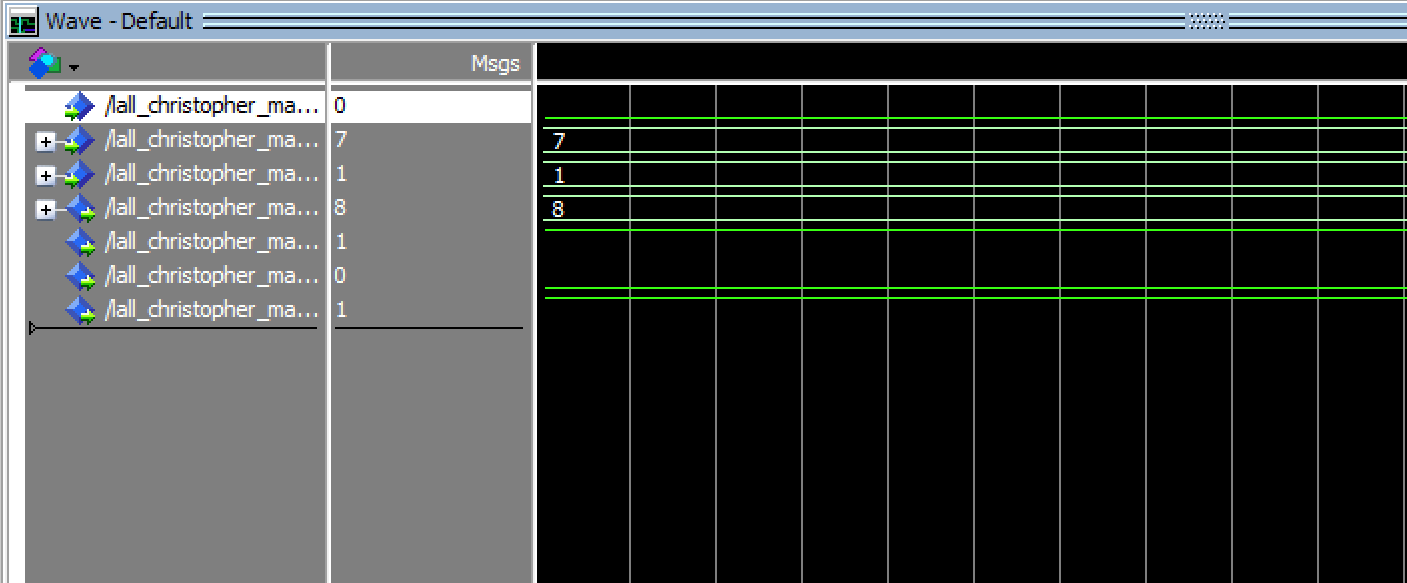 Wave - Default
Msgs
/lall_christopher_ma... 0
/lall_christopher_ma... 7 7
/lall_christopher_ma... 1 1
/lall_christopher_ma... 8 8
/lall_christopher_ma... 1
/lall_christopher_ma... 0
/lall_christopher_ma... 1